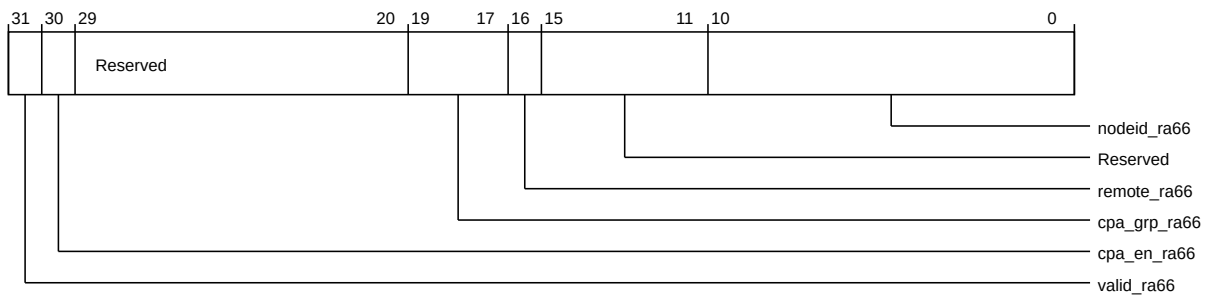 31 30 29 20 19 17 16 15 11 10 0
Reserved
nodeid_ra66
Reserved
remote_ra66
cpa_grp_ra66
cpa_en_ra66
valid_ra66